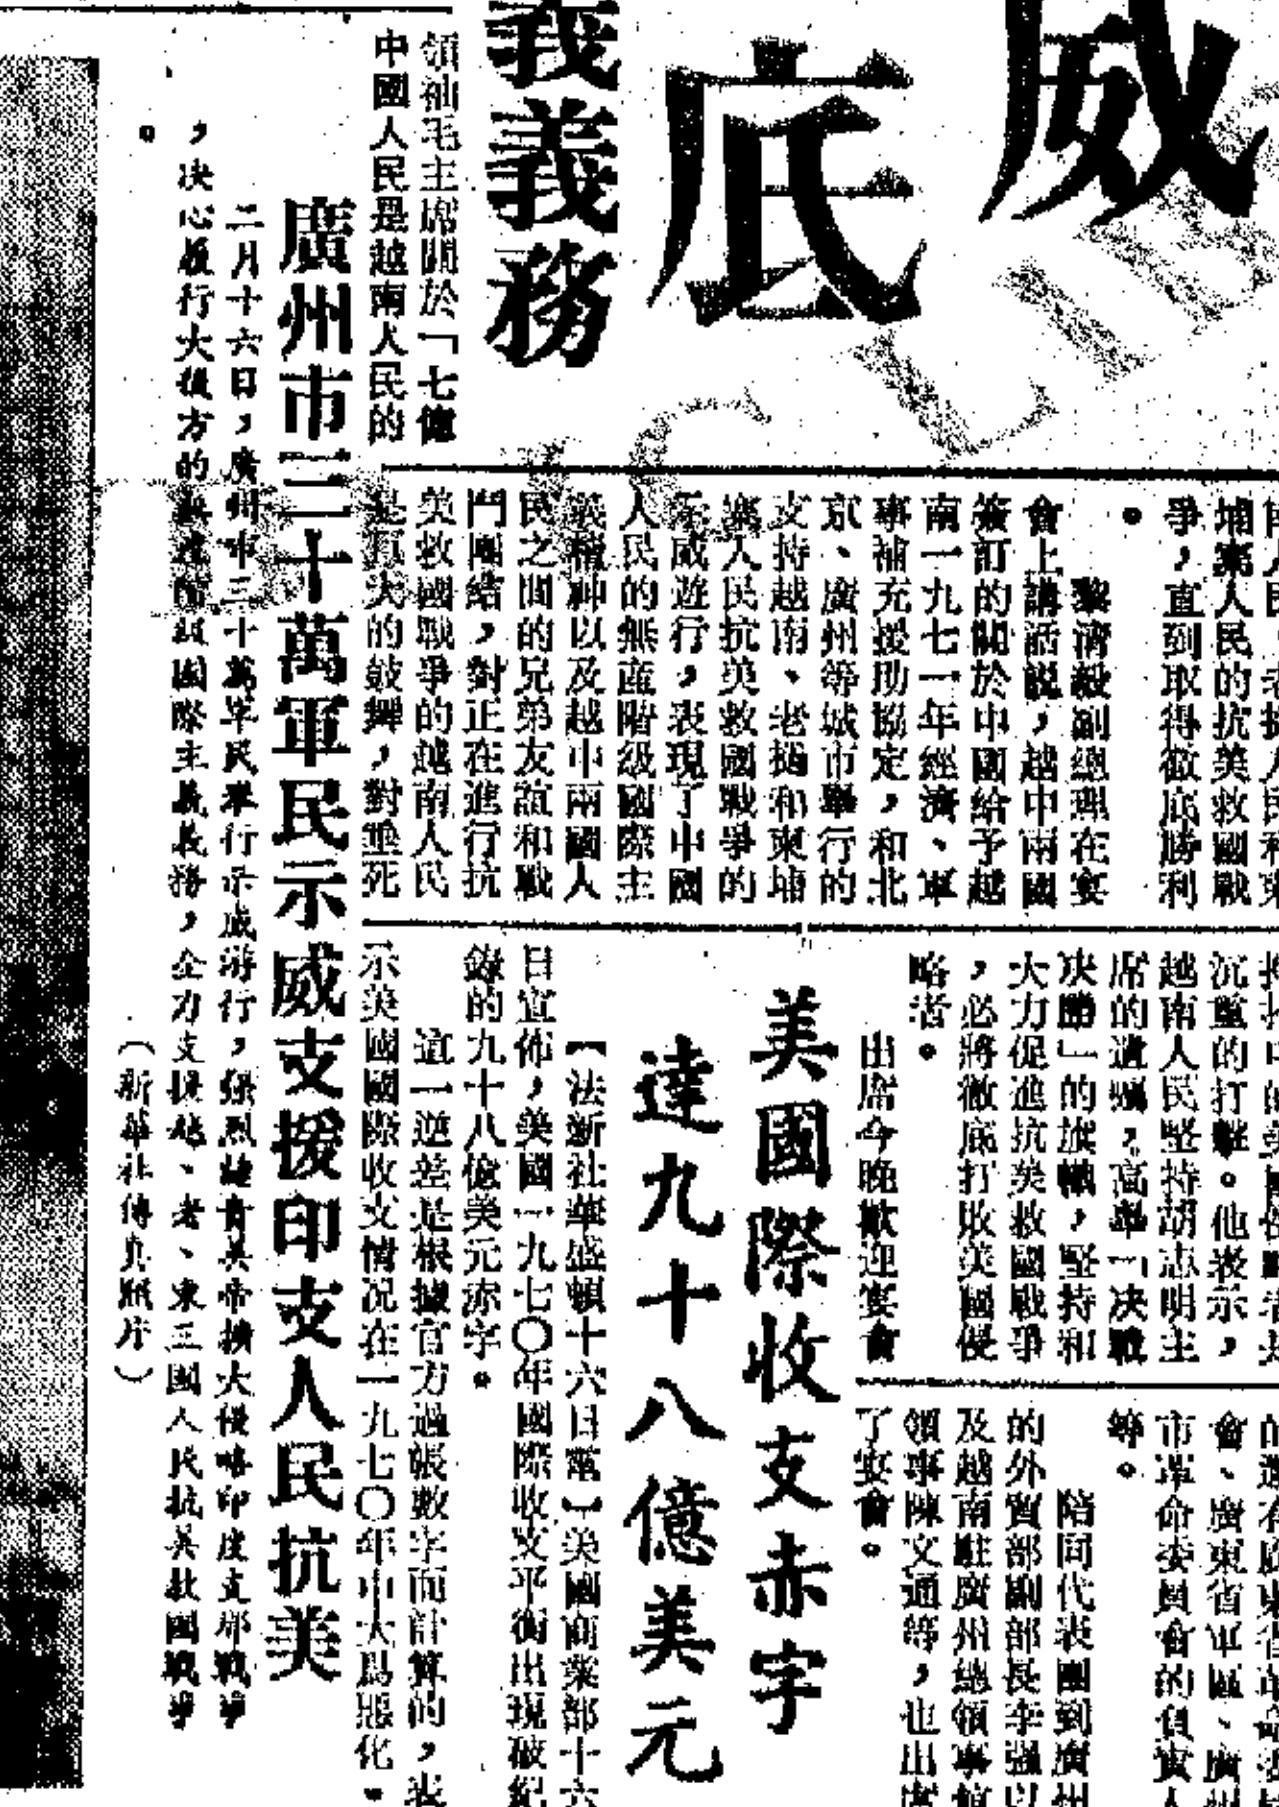 威
底
義義務
領袖毛主席關於「七億
中國人民是越南人民的
埔寨人民的抗美救國戰
爭，直到取得徹底勝利
。
黎濟毅副總理在宴
會上講話說，越中兩國
簽訂的關於中國給予越
南一九七一年經濟、軍
事補充援助協定，和北
京、廣州等城市舉行的
支持越南、老撾和柬埔
寨人民抗美救國戰爭的
示威遊行，表現了中國
人民的無產階級國際主
義精神以及越中兩國人
民之間的兄弟友誼和戰
鬥團結，對正在進行抗
美救國戰爭的越南人民
是巨大的鼓舞，對垂死
沉重的打擊。他表示，
越南人民堅持胡志明主
席的遺囑，高舉「决戰
决勝」的旗幟，堅持和
大力促進抗美救國戰爭
，必將徹底打敗美國侵
略者。
出席今晚歡迎宴會
會、廣東省軍區、廣州
市革命委員會的負責人
等。
陪同代表團到廣州
的外貿部副部長李强以
及越南駐廣州總領事館
領事陳文通等，也出席
了宴會。
美國際收支赤字
達九十八億美元
【法新社華盛頓十六日電】美國商業部十六
日宣佈，美國一九七〇年國際收支平衡出現破紀
錄的九十八億美元赤字。
這一逆差是根據官方過帳數字而計算的，表
示美國國際收支情况在一九七〇年中大爲惡化。
廣州市三十萬軍民示威支援印支人民抗美
二月十六日，廣州市三十萬軍民舉行示威游行，强烈譴責美帝擴大侵略印度支那戰爭
，决心履行大後方的無產階級國際主義義務，全力支援越、老、柬三國人民抗美救國戰爭
。
（新華社傳真照片）